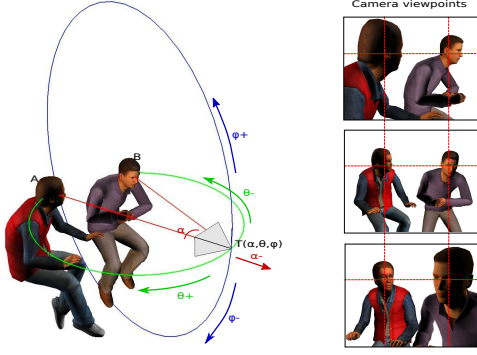 Camera viewpoints
φ+
B
A
θ-
α
T(α,θ,φ)
α-
θ+
φ-